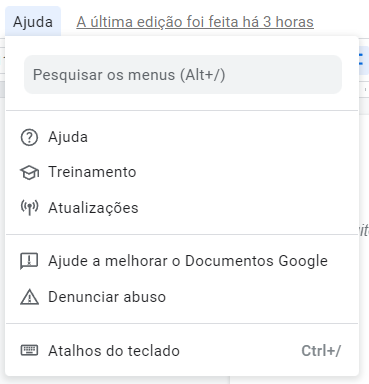 Ajuda A última edição foi feita há 3 horas
Pesquisar os menus (Alt+/)
Ajuda
Treinamento
Atualizações
Ajude a melhorar o Documentos Google
Denunciar abuso
Atalhos do teclado Ctrl+/